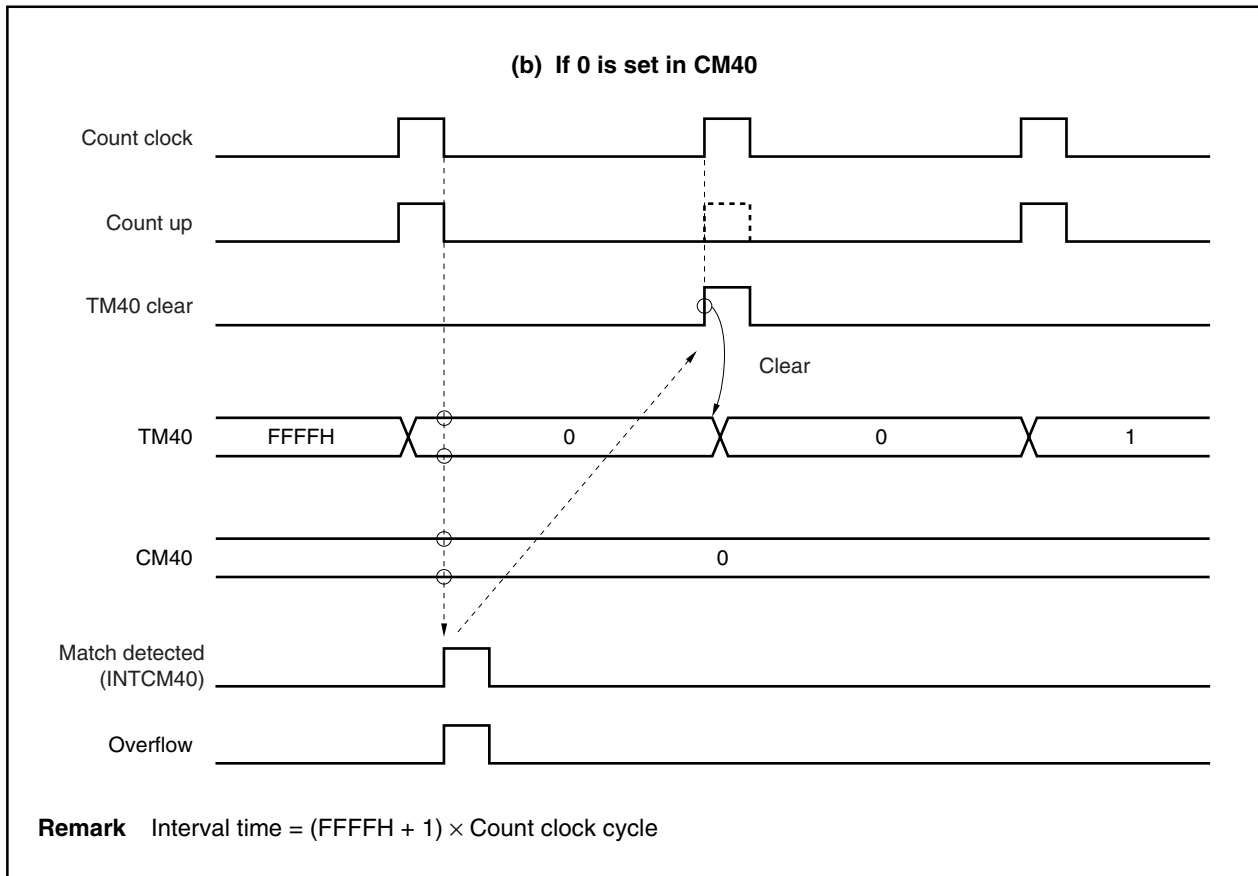 (b) If 0 is set in CM40
Count clock
Count up
TM40 clear
Clear
TM40 FFFFH 0 0 1
CM40 0
Match detected
(INTCM40)
Overflow
Remark Interval time = (FFFFH + 1) × Count clock cycle